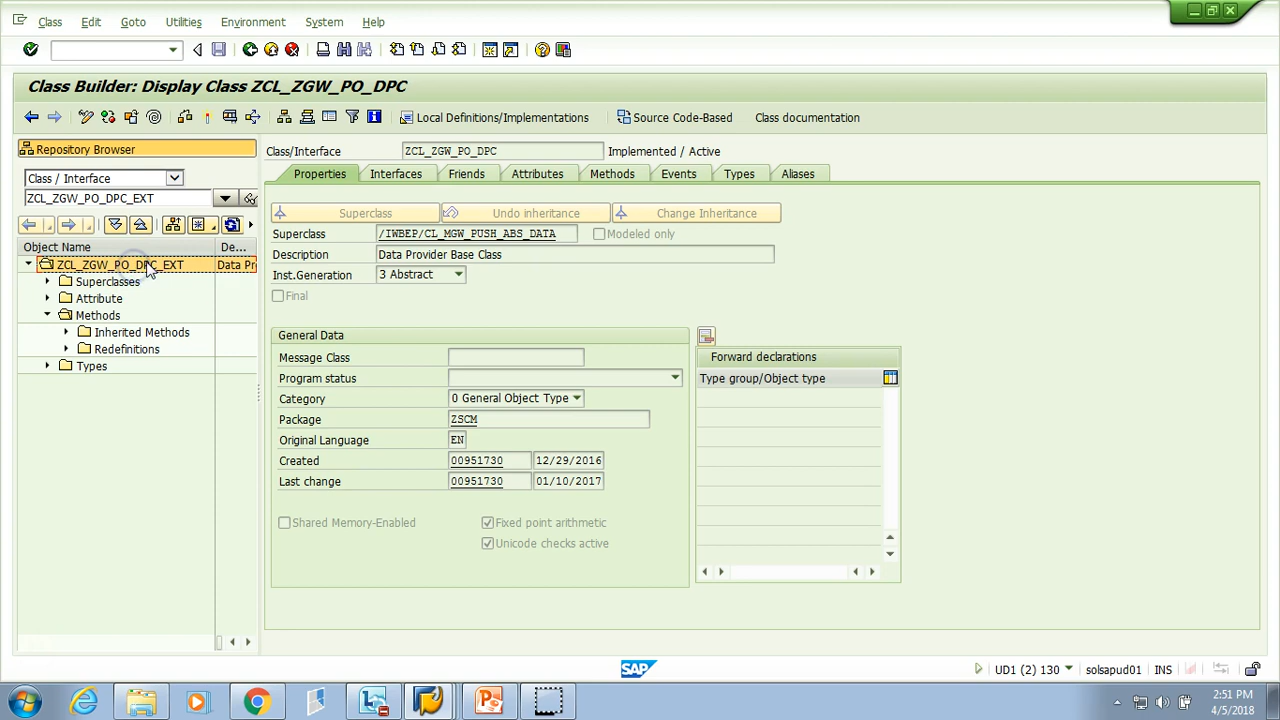 Class Edit Goto Utilities Environment System Help
Class Builder: Display Class ZCL_ZGW_PO_DPC
Local Definitions/Implementations Source Code-Based Class documentation
Repository Browser
Class / Interface
ZCL_ZGW_PO_DPC_EXT
Object Name De...
ZCL_ZGW_PO_DPC_EXT Data Pr
Superclasses
Attribute
Methods
Inherited Methods
Redefinitions
Types
Class/Interface ZCL_ZGW_PO_DPC Implemented / Active
Properties Interfaces Friends Attributes Methods Events Types Aliases
Superclass Undo inheritance Change Inheritance
Superclass /IWBEP/CL_MGW_PUSH_ABS_DATA Modeled only
Description Data Provider Base Class
Inst.Generation 3 Abstract
Final
General Data
Message Class
Program status
Category 0 General Object Type
Package ZSCM
Original Language EN
Created 00951730 12/29/2016
Last change 00951730 01/10/2017
Shared Memory-Enabled Fixed point arithmetic
Unicode checks active
Forward declarations
Type group/Object type
SAP
UD1 (2) 130 solsapud01 INS
2:51 PM
4/5/2018